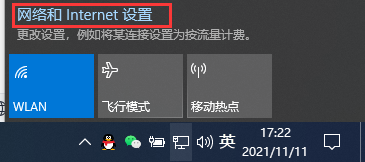 网络和 Internet 设置
更改设置，例如将某连接设置为按流量计费。
WLAN 飞行模式 移动热点
英 17:22
2021/11/11